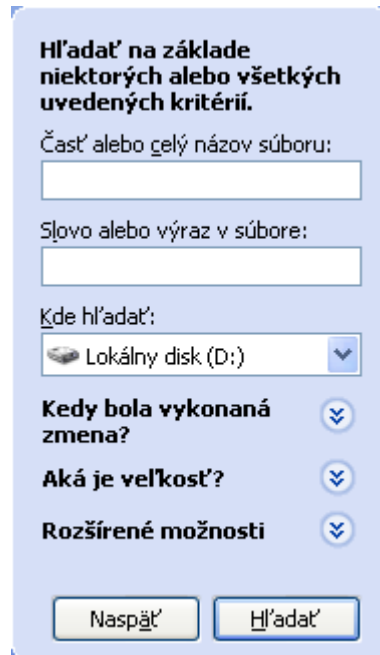 Hľadať na základe
niektorých alebo všetkých
uvedených kritérií.
Časť alebo celý názov súboru:
Slovo alebo výraz v súbore:
Kde hľadať:
Lokálny disk (D:)
Kedy bola vykonaná
zmena?
Aká je veľkosť?
Rozšírené možnosti
Naspäť Hľadať